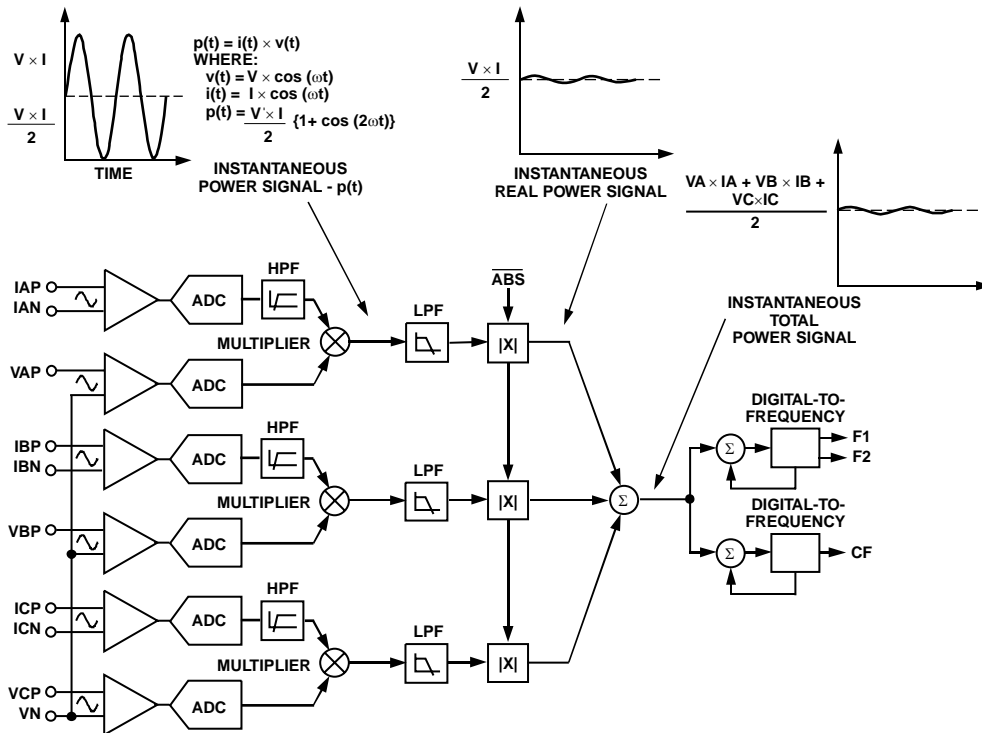 V × I
V × I
2
TIME
p(t) = i(t) × v(t)
WHERE:
v(t) = V × cos (ωt)
i(t) = I × cos (ωt)
p(t) = V × I
2
{1+ cos (2ωt)}
INSTANTANEOUS
POWER SIGNAL - p(t)
V × I
2
INSTANTANEOUS
REAL POWER SIGNAL
VA × IA + VB × IB +
VC×IC
2
INSTANTANEOUS
TOTAL
POWER SIGNAL
IAP
IAN
ADC
HPF
MULTIPLIER
LPF
ABS
|X|
VAP
ADC
IBP
IBN
ADC
HPF
MULTIPLIER
LPF
|X|
Σ
VBP
ADC
ICP
ICN
ADC
HPF
MULTIPLIER
LPF
|X|
VCP
VN
ADC
DIGITAL-TO-
FREQUENCY
Σ
F1
F2
DIGITAL-TO-
FREQUENCY
Σ
CF